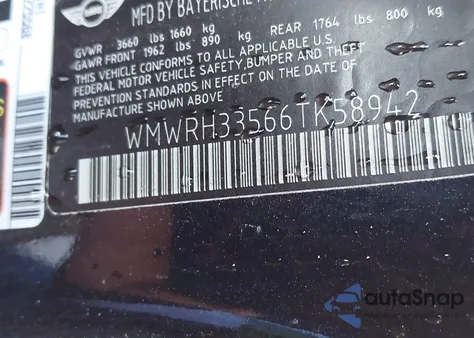 MFD BY BAYERISCHE
GVWR 3660 lbs 1660 kg
GAWR FRONT 1962 lbs 890 kg REAR 1764 lbs 800 kg
THIS VEHICLE CONFORMS TO ALL APPLICABLE U.S.
FEDERAL MOTOR VEHICLE SAFETY, BUMPER AND THEFT
PREVENTION STANDARDS IN EFFECT ON THE DATE OF
MANUFACTURE SHOWN ABOVE
WMWRH33566TK58942
autoSnap